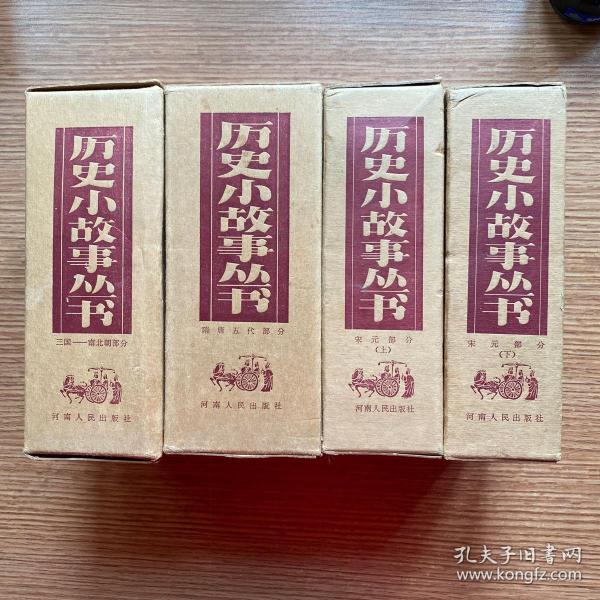 历史小故事丛书
三国——南北朝部分
河南人民出版社
历史小故事丛书
隋唐五代部分
河南人民出版社
历史小故事丛书
宋元部分
（上）
河南人民出版社
历史小故事丛书
宋元部分
（下）
河南人民出版社
孔夫子旧书网
www.kongfz.com